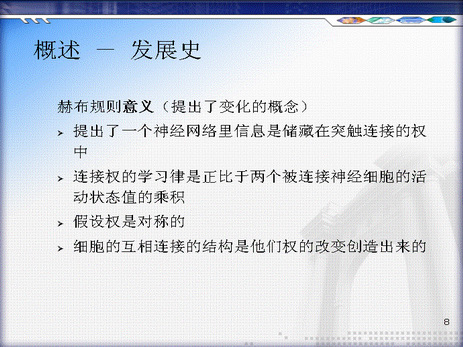 概述 － 发展史
赫布规则意义（提出了变化的概念）
➢ 提出了一个神经网络里信息是储藏在突触连接的权
中
➢ 连接权的学习律是正比于两个被连接神经细胞的活
动状态值的乘积
➢ 假设权是对称的
➢ 细胞的互相连接的结构是他们权的改变创造出来的
8